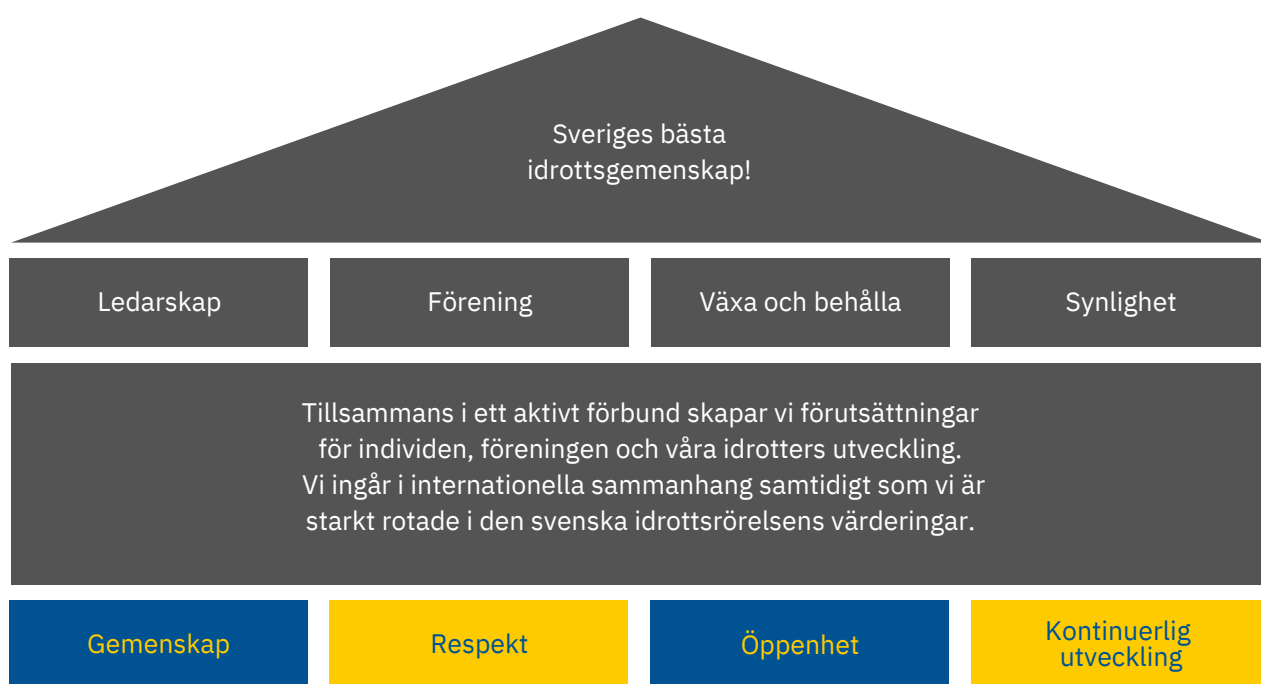 Sveriges bästa
idrottsgemenskap!
Ledarskap
Förening
Växa och behålla
Synlighet
Tillsammans i ett aktivt förbund skapar vi förutsättningar
för individen, föreningen och våra idrotters utveckling.
Vi ingår i internationella sammanhang samtidigt som vi är
starkt rotade i den svenska idrottsrörelsens värderingar.
Gemenskap
Respekt
Öppenhet
Kontinuerlig
utveckling